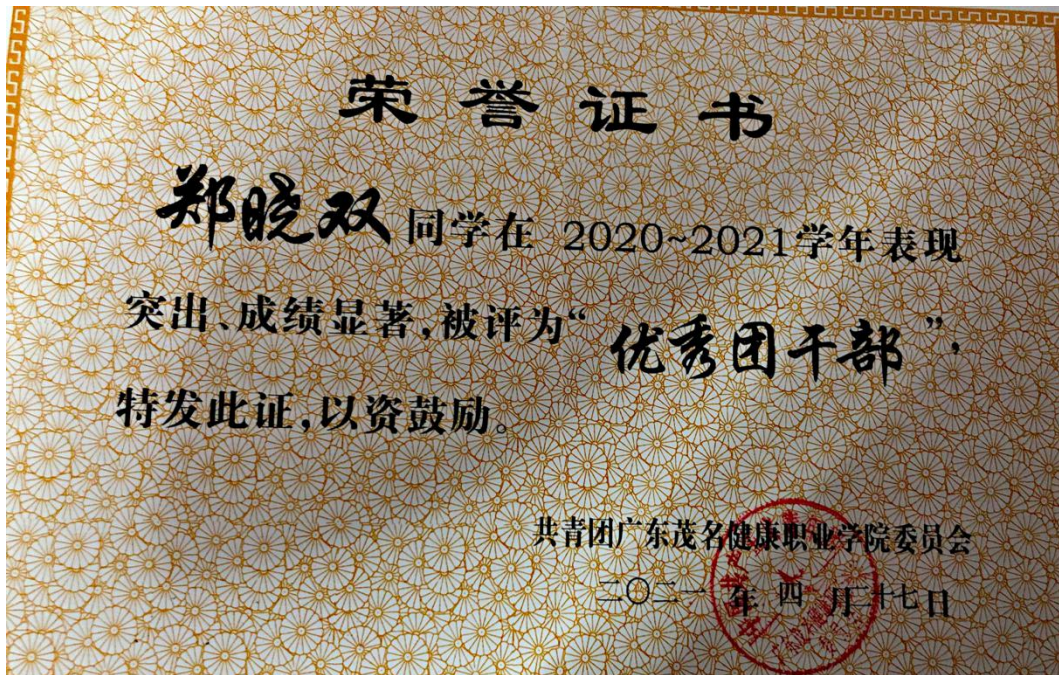 荣誉证书
郑晓双同学在 2020~2021学年表现
突出、成绩显著,被评为“优秀团干部”,
特发此证,以资鼓励。
共青团广东茂名健康职业学院委员会
二〇二一年四月二十七日